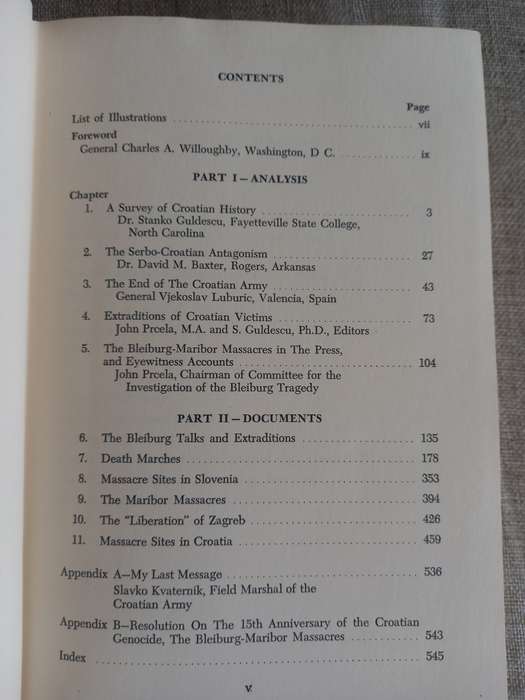 CONTENTS
Page
List of Illustrations vii
Foreword
General Charles A. Willoughby, Washington, D C. ix
PART I—ANALYSIS
Chapter
1. A Survey of Croatian History 3
Dr. Stanko Guldescu, Fayetteville State College,
North Carolina
2. The Serbo-Croatian Antagonism 27
Dr. David M. Baxter, Rogers, Arkansas
3. The End of The Croatian Army 43
General Vjekoslav Luburic, Valencia, Spain
4. Extraditions of Croatian Victims 73
John Prcela, M.A. and S. Guldescu, Ph.D., Editors
5. The Bleiburg-Maribor Massacres in The Press,
and Eyewitness Accounts 104
John Prcela, Chairman of Committee for the
Investigation of the Bleiburg Tragedy
PART II—DOCUMENTS
6. The Bleiburg Talks and Extraditions 135
7. Death Marches 178
8. Massacre Sites in Slovenia 353
9. The Maribor Massacres 394
10. The "Liberation" of Zagreb 426
11. Massacre Sites in Croatia 459
Appendix A—My Last Message 536
Slavko Kvaternik, Field Marshal of the
Croatian Army
Appendix B—Resolution On The 15th Anniversary of the Croatian
Genocide, The Bleiburg-Maribor Massacres 543
Index 545
v